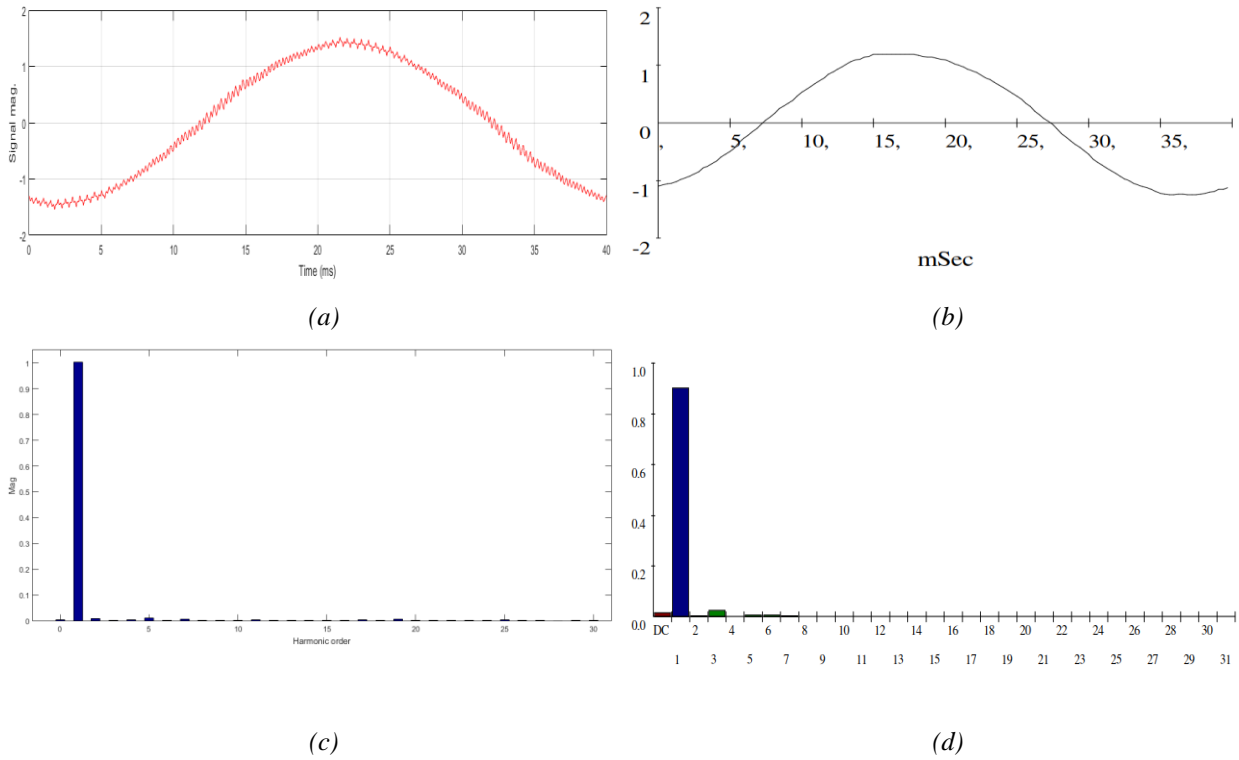 2
1
0
-1
-2
Signal mag.
0 5 10 15 20 25 30 35 40
Time (ms)
(a)
2
1
0
-1
-2
, 5, 10, 15, 20, 25, 30, 35,
mSec
(b)
1
0.9
0.8
0.7
0.6
0.5
0.4
0.3
0.2
0.1
0
Mag
0 5 10 15 20 25 30
Harmonic order
(c)
1.0
0.8
0.6
0.4
0.2
0.0
DC 2 4 6 8 10 12 14 16 18 20 22 24 26 28 30
1 3 5 7 9 11 13 15 17 19 21 23 25 27 29 31
(d)